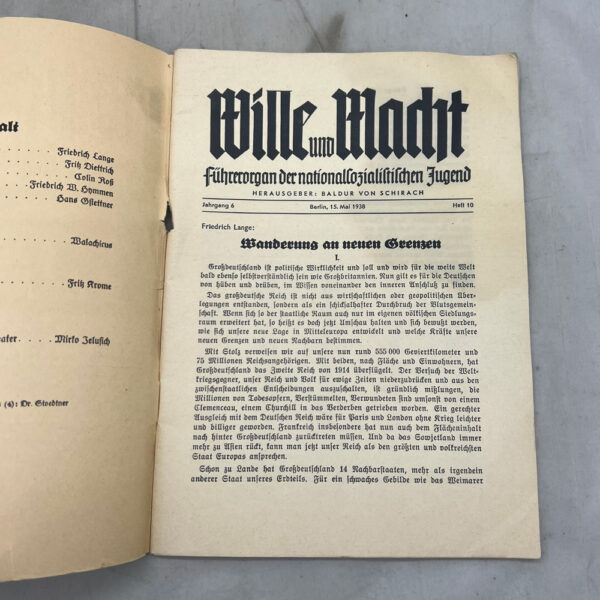 alt
. . . . . Friedrich Lange
. . . . . Fritz Diettrich
. . . . . Colin Roß
. . . Friedrich W. Hymmen
. . . . . Hans Gstettner
. . . . . Walachirus
. . . . . Fritz Krome
ater . . . . Mirko Jelusich
(4): Dr. Stoedtner
Wille und Macht
Führerorgan der nationalsozialistischen Jugend
HERAUSGEBER: BALDUR VON SCHIRACH
Jahrgang 6 Berlin, 15. Mai 1938 Heft 10
Friedrich Lange:
Wanderung an neuen Grenzen
I.
Großdeutschland ist politische Wirklichkeit und soll und wird für die weite Welt
bald ebenso selbstverständlich sein wie Großbritannien. Nun gilt es für die Deutschen
von hüben und drüben, im Wissen voneinander den inneren Anschluß zu finden.
Das großdeutsche Reich ist nicht aus wirtschaftlichen oder geopolitischen Über-
legungen entstanden, sondern als ein schicksalhafter Durchbruch der Blutsgemein-
schaft. Wenn sich so der staatliche Raum auch nur im eigenen völkischen Siedlungs-
raum erweitert hat, so heißt es doch jetzt Umschau halten und sich bewußt werden,
wie sich unsere neue Lage in Mitteleuropa entwickelt und welche Kräfte unsere
neuen Grenzen und neuen Nachbarn bestimmen.
Mit Stolz verweisen wir auf unsere nun rund 555 000 Geviertkilometer und
75 Millionen Reichsangehörigen. Mit beiden, nach Fläche und Einwohnern, hat
Großdeutschland das Zweite Reich von 1914 überflügelt. Der Versuch der Welt-
kriegsgegner, unser Reich und Volk für ewige Zeiten niederzudrücken und aus den
zwischenstaatlichen Entscheidungen auszuschalten, ist gründlich mißlungen, die
Millionen von Todesopfern, Verstümmelten, Verwundeten sind umsonst von einem
Clemenceau, einem Churchill in das Verderben getrieben worden. Ein gerechter
Ausgleich mit dem Deutschen Reich wäre für Paris und London ohne Krieg leichter
und billiger geworden. Frankreich insbesondere hat nun auch dem Flächeninhalt
nach hinter Großdeutschland zurücktreten müssen. Und da das Sowjetland immer
mehr zu Asien rückt, kann man jetzt unser Reich als den größten und volkreichsten
Staat Europas ansprechen.
Schon zu Lande hat Großdeutschland 14 Nachbarstaaten, mehr als irgendein
anderer Staat unseres Erdteils. Für ein schwaches Gebilde wie das Weimarer